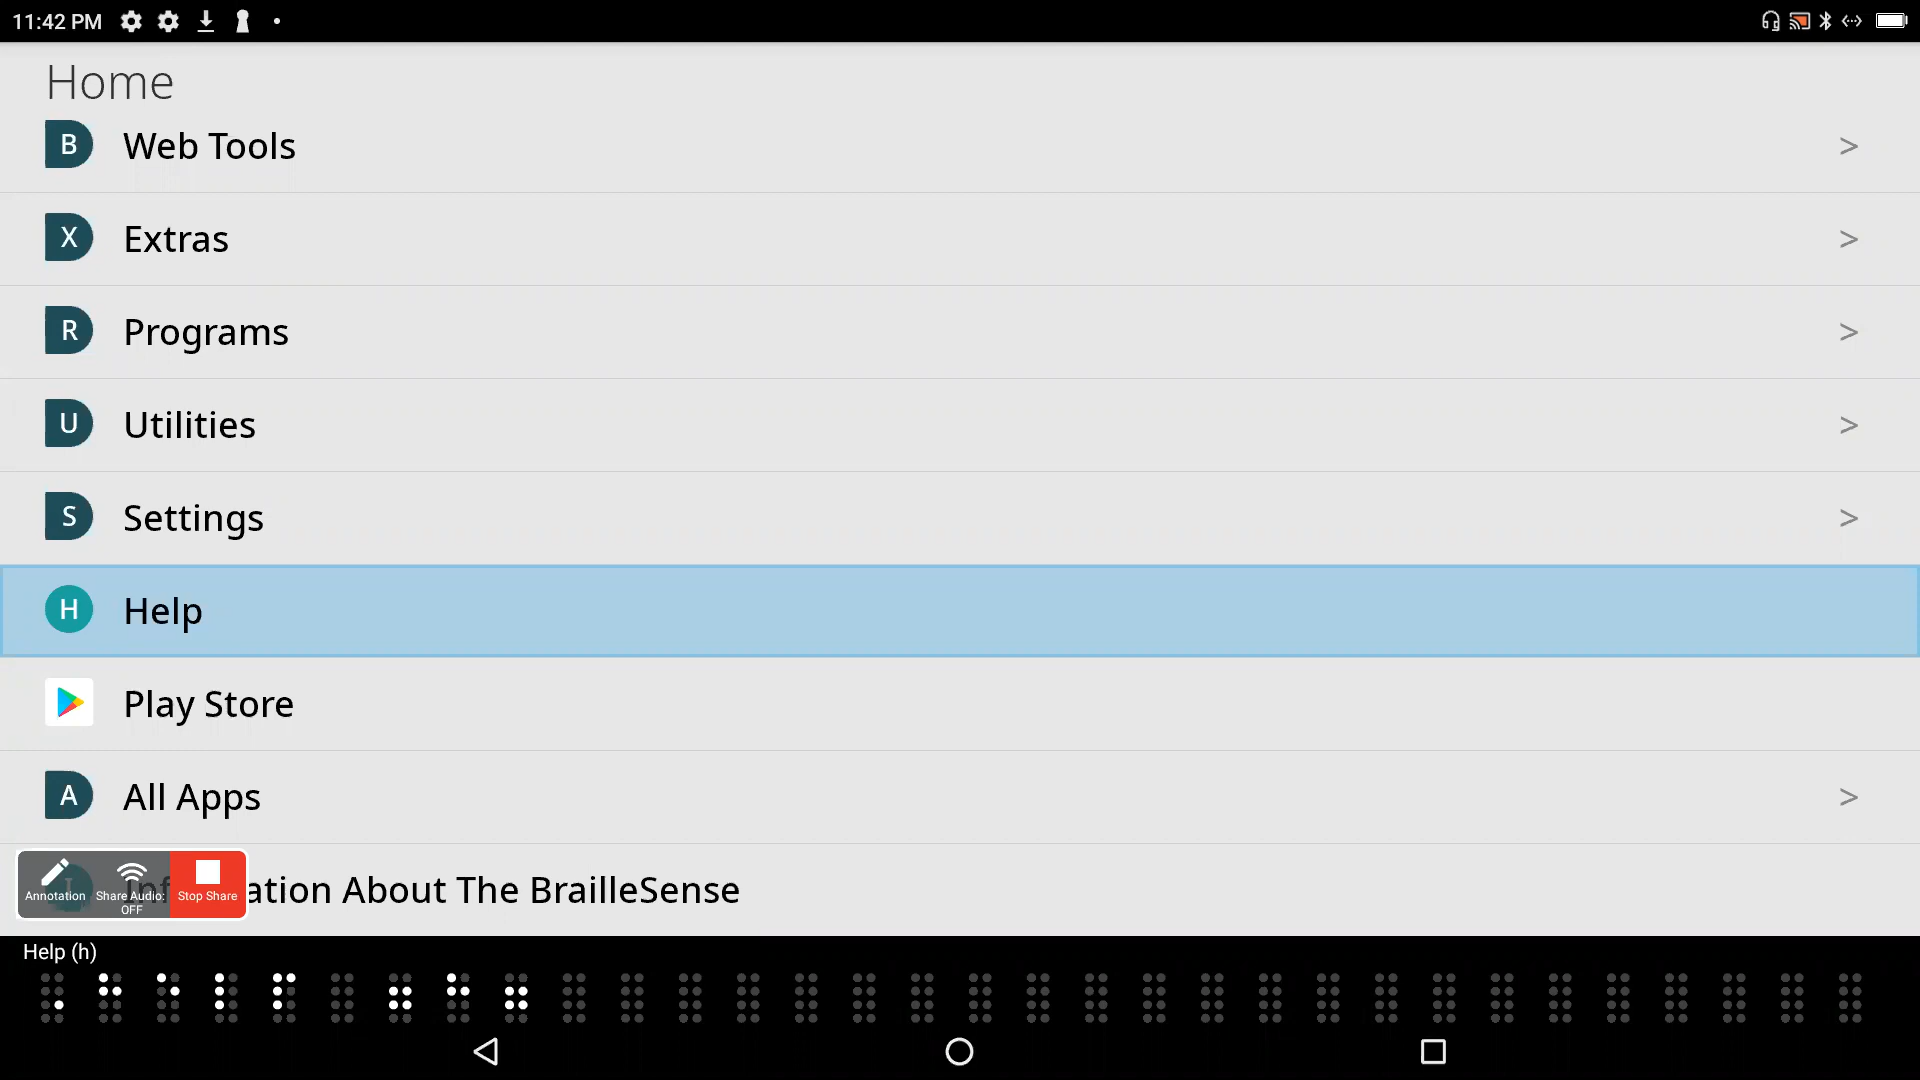 11:42 PM
Home
B Web Tools >
X Extras >
R Programs >
U Utilities >
S Settings >
H Help
Play Store
A All Apps >
ation About The BrailleSense
Annotation Share Audio: OFF Stop Share
Help (h)